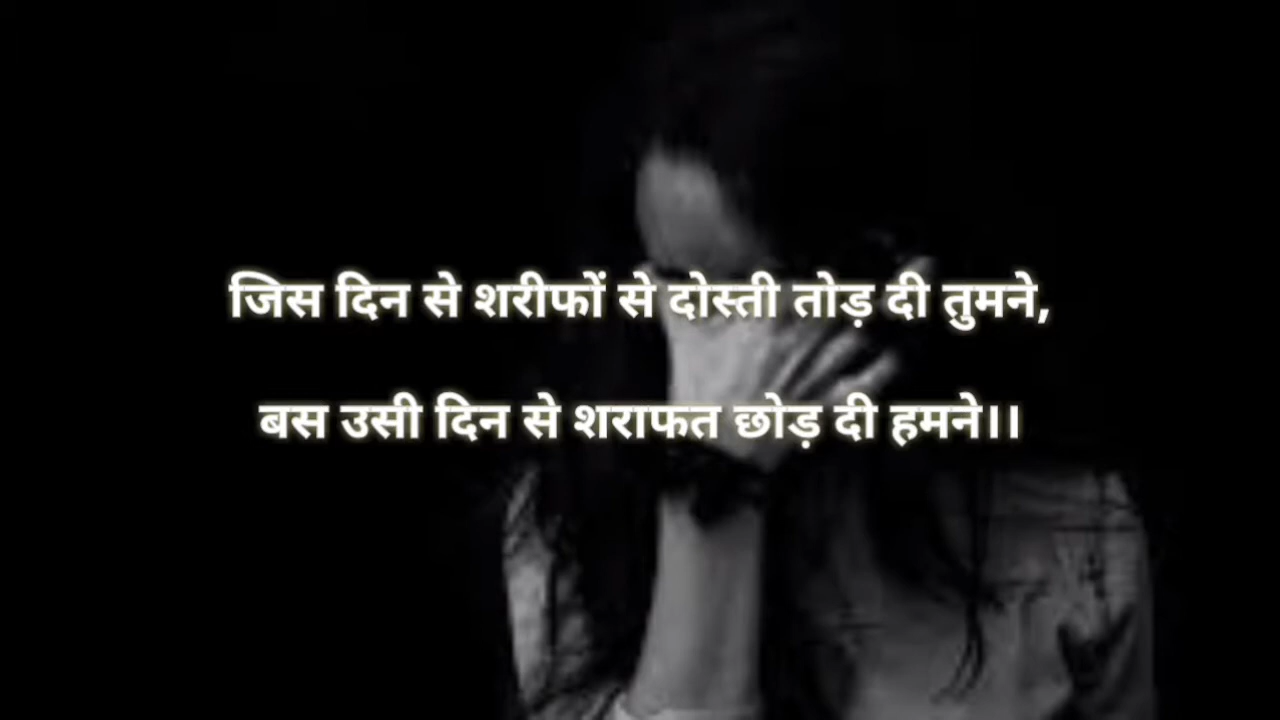 जिस दिन से शरीफों से दोस्ती तोड़ दी तुमने,
बस उसी दिन से शराफत छोड़ दी हमने।।